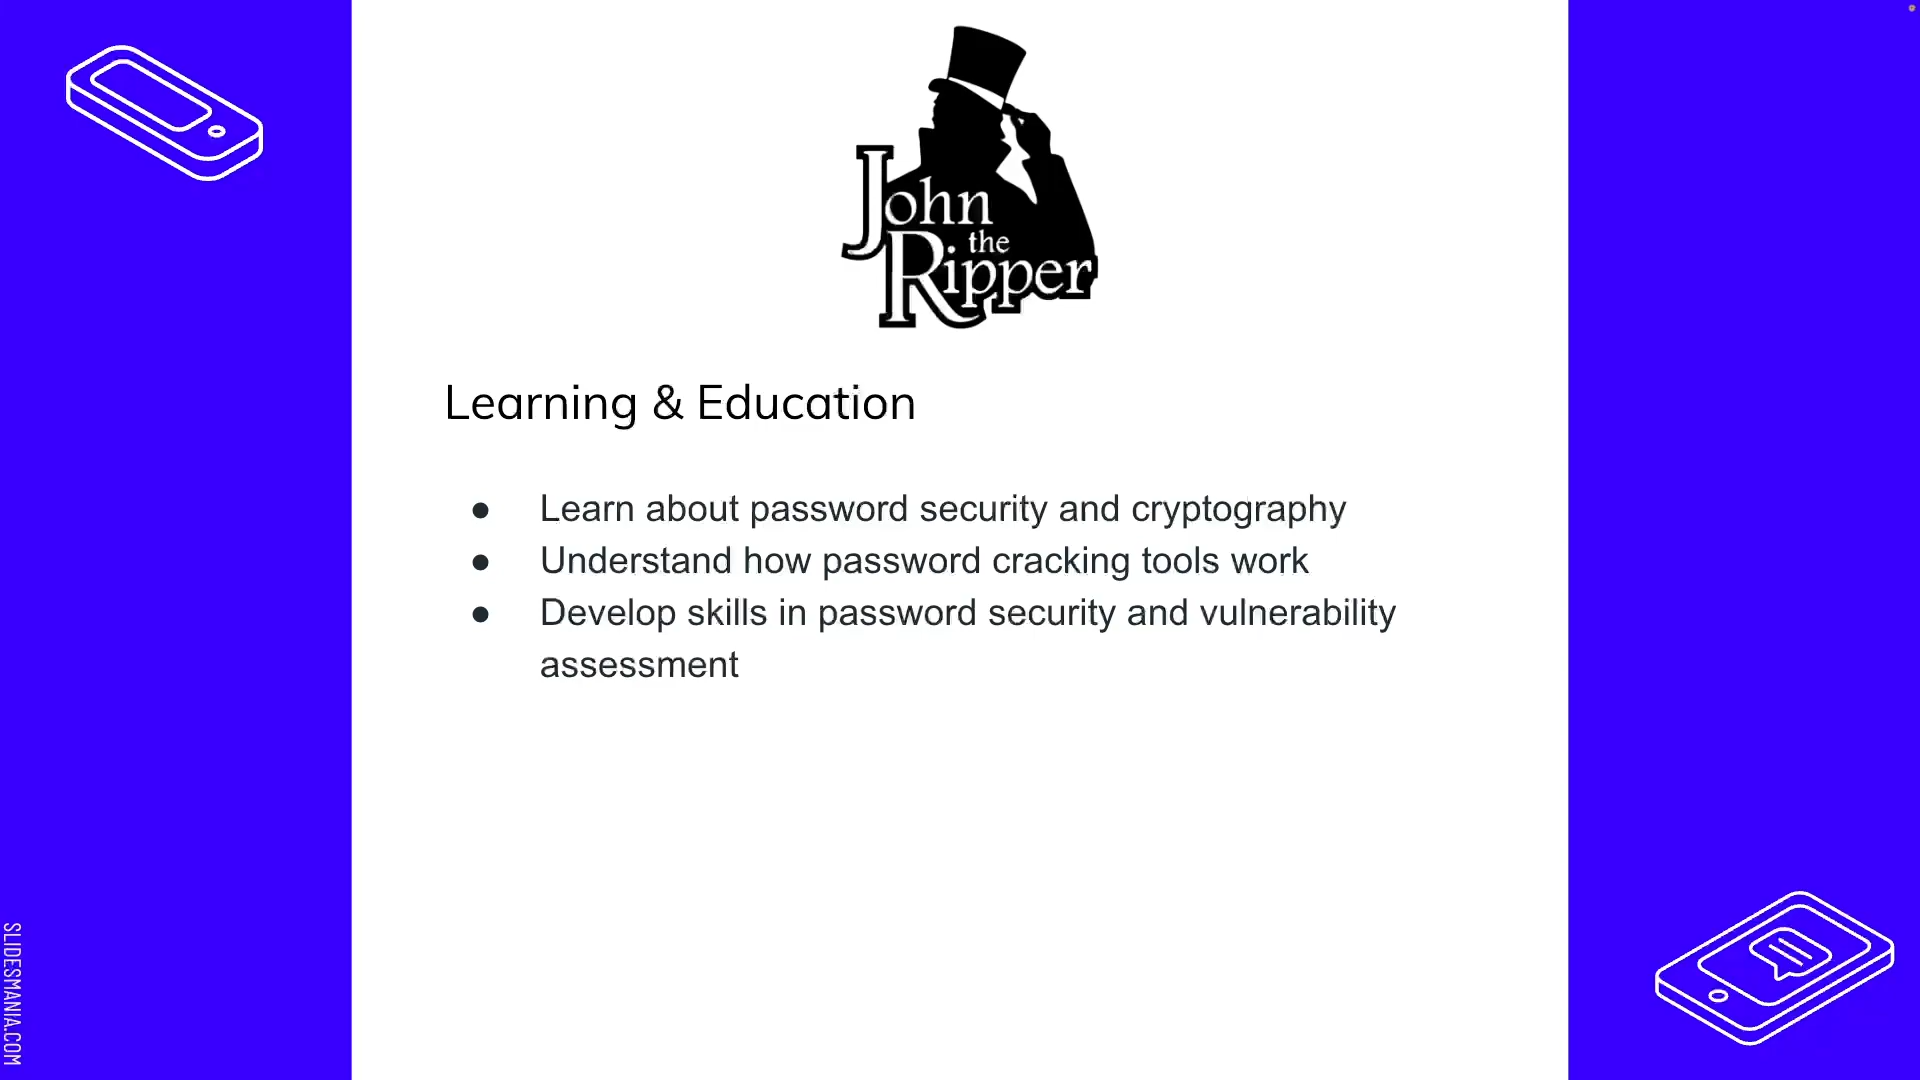 John
the
Ripper
Learning & Education
● Learn about password security and cryptography
● Understand how password cracking tools work
● Develop skills in password security and vulnerability
assessment
SLIDESMANIA.COM